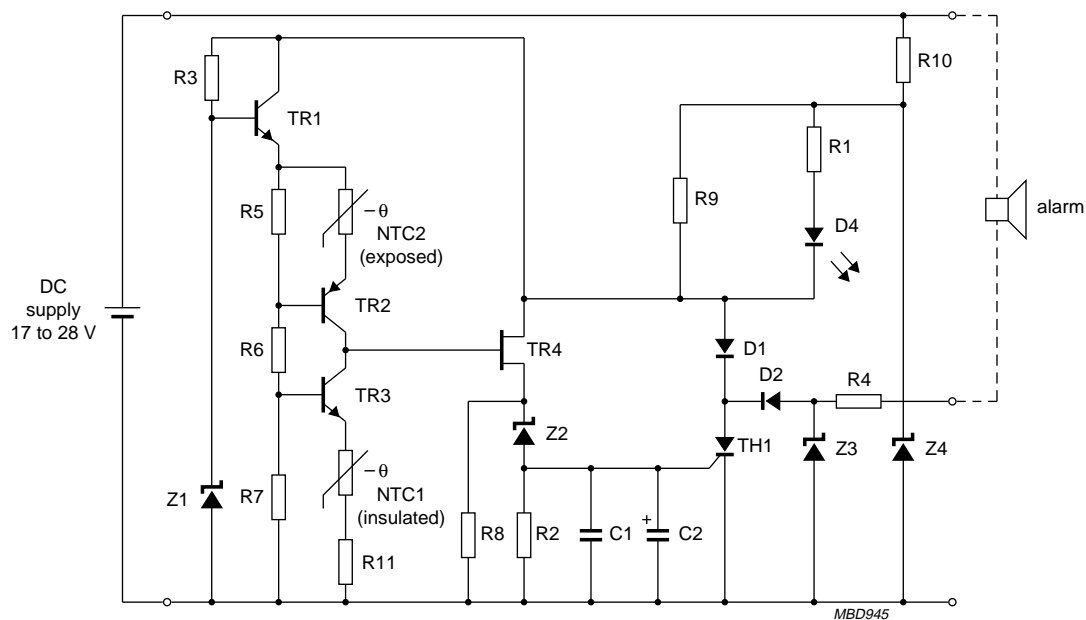 R3
TR1
R5
−θ
NTC2
(exposed)
R10
R1
R9
D4
alarm
DC
supply
17 to 28 V
TR2
R6
TR4
TR3
D1
D2
R4
Z2
TH1
Z3
Z4
−θ
NTC1
(insulated)
Z1
R7
R8
R2
C1
+
C2
R11
MBD945